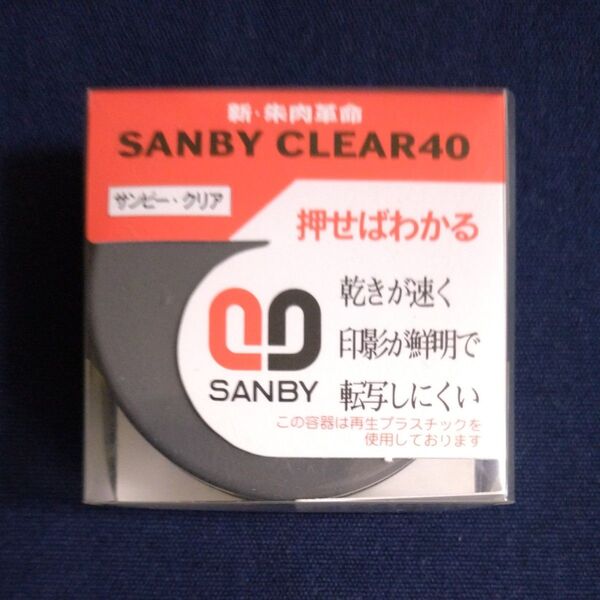 新・朱肉革命
SANBY CLEAR40
サンビー・クリア
押せばわかる
乾きが速く
印影が鮮明で
転写しにくい
SANBY
この容器は再生プラスチックを
使用しております